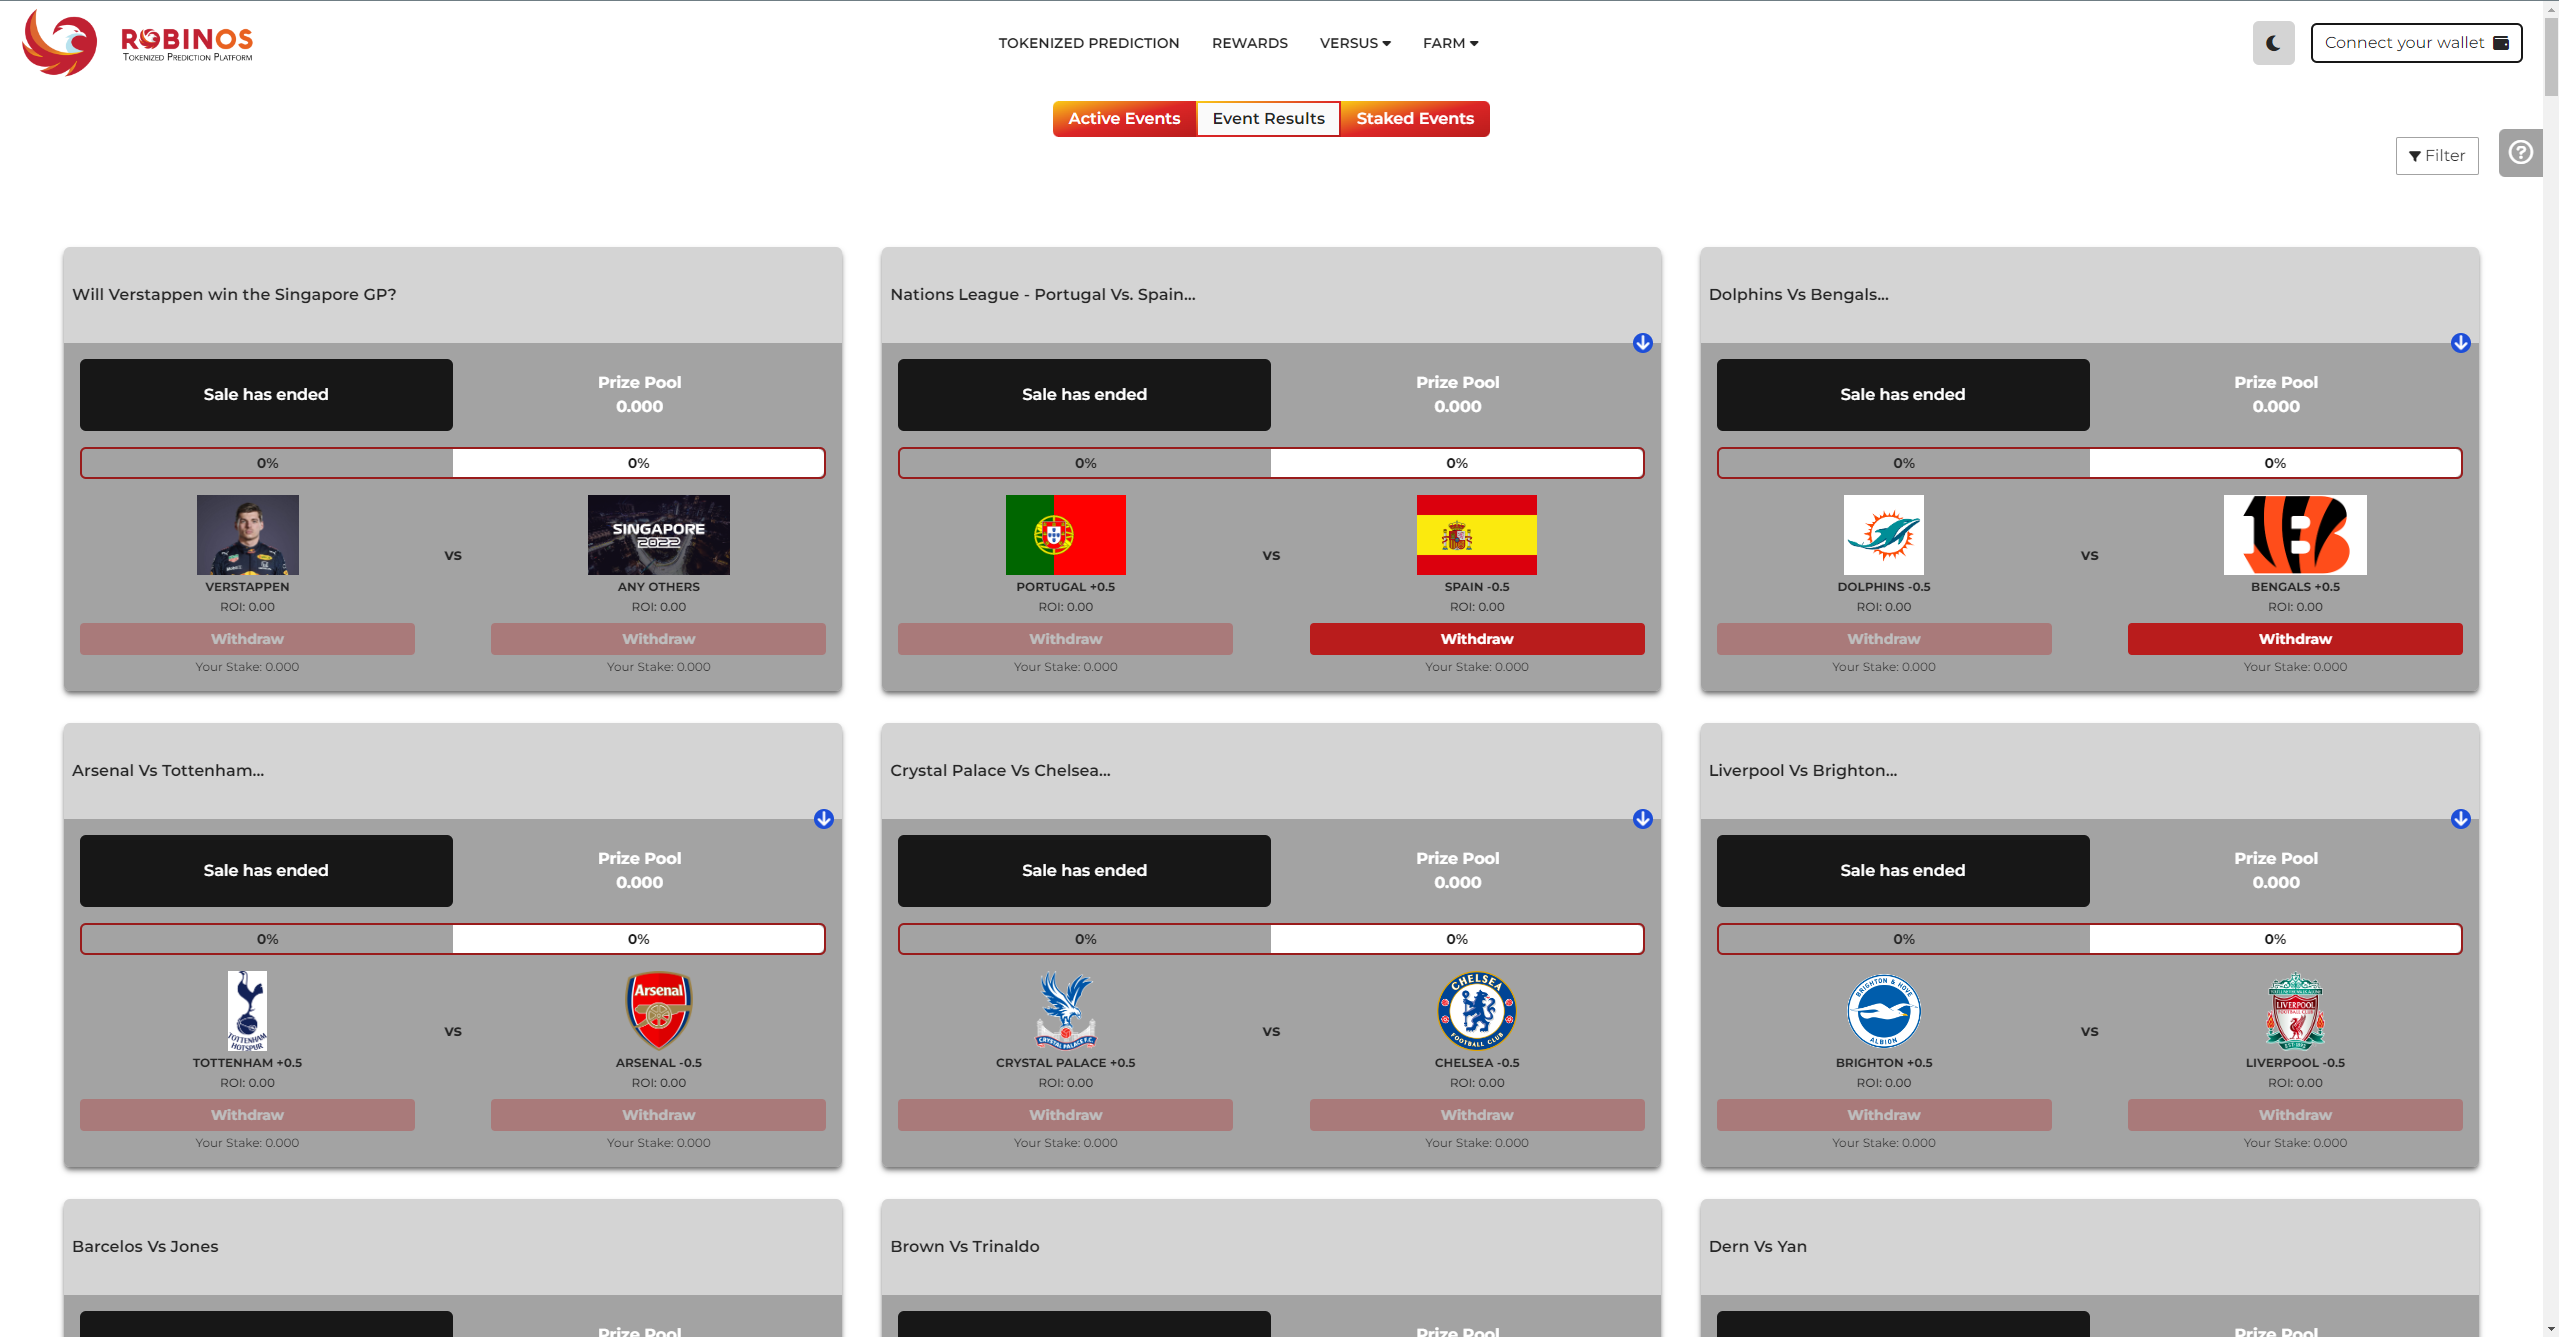 ROBINOS
TOKENIZED PREDICTION PLATFORM
TOKENIZED PREDICTION
REWARDS
VERSUS
FARM
Connect your wallet
Active Events
Event Results
Staked Events
Filter
Will Verstappen win the Singapore GP?
Sale has ended
Prize Pool
0.000
0%
0%
SINGAPORE
2022
vs
VERSTAPPEN
ANY OTHERS
ROI: 0.00
ROI: 0.00
Withdraw
Withdraw
Your Stake: 0.000
Your Stake: 0.000
Nations League - Portugal Vs. Spain...
Sale has ended
Prize Pool
0.000
0%
0%
vs
PORTUGAL +0.5
SPAIN -0.5
ROI: 0.00
ROI: 0.00
Withdraw
Withdraw
Your Stake: 0.000
Your Stake: 0.000
Dolphins Vs Bengals...
Sale has ended
Prize Pool
0.000
0%
0%
B
vs
DOLPHINS -0.5
BENGALS +0.5
ROI: 0.00
ROI: 0.00
Withdraw
Withdraw
Your Stake: 0.000
Your Stake: 0.000
Arsenal Vs Tottenham...
Sale has ended
Prize Pool
0.000
0%
0%
TOTTENHAM
HOTSPUR
Arsenal
vs
TOTTENHAM +0.5
ARSENAL -0.5
ROI: 0.00
ROI: 0.00
Withdraw
Withdraw
Your Stake: 0.000
Your Stake: 0.000
Crystal Palace Vs Chelsea...
Sale has ended
Prize Pool
0.000
0%
0%
CRYSTAL PALACE F.C.
CHELSEA
FOOTBALL CLUB
vs
CRYSTAL PALACE +0.5
CHELSEA -0.5
ROI: 0.00
ROI: 0.00
Withdraw
Withdraw
Your Stake: 0.000
Your Stake: 0.000
Liverpool Vs Brighton...
Sale has ended
Prize Pool
0.000
0%
0%
BRIGHTON & HOVE
ALBION
LIVERPOOL
FOOTBALL CLUB
vs
BRIGHTON +0.5
LIVERPOOL -0.5
ROI: 0.00
ROI: 0.00
Withdraw
Withdraw
Your Stake: 0.000
Your Stake: 0.000
Barcelos Vs Jones
Prize Pool
Brown Vs Trinaldo
Prize Pool
Dern Vs Yan
Prize Pool